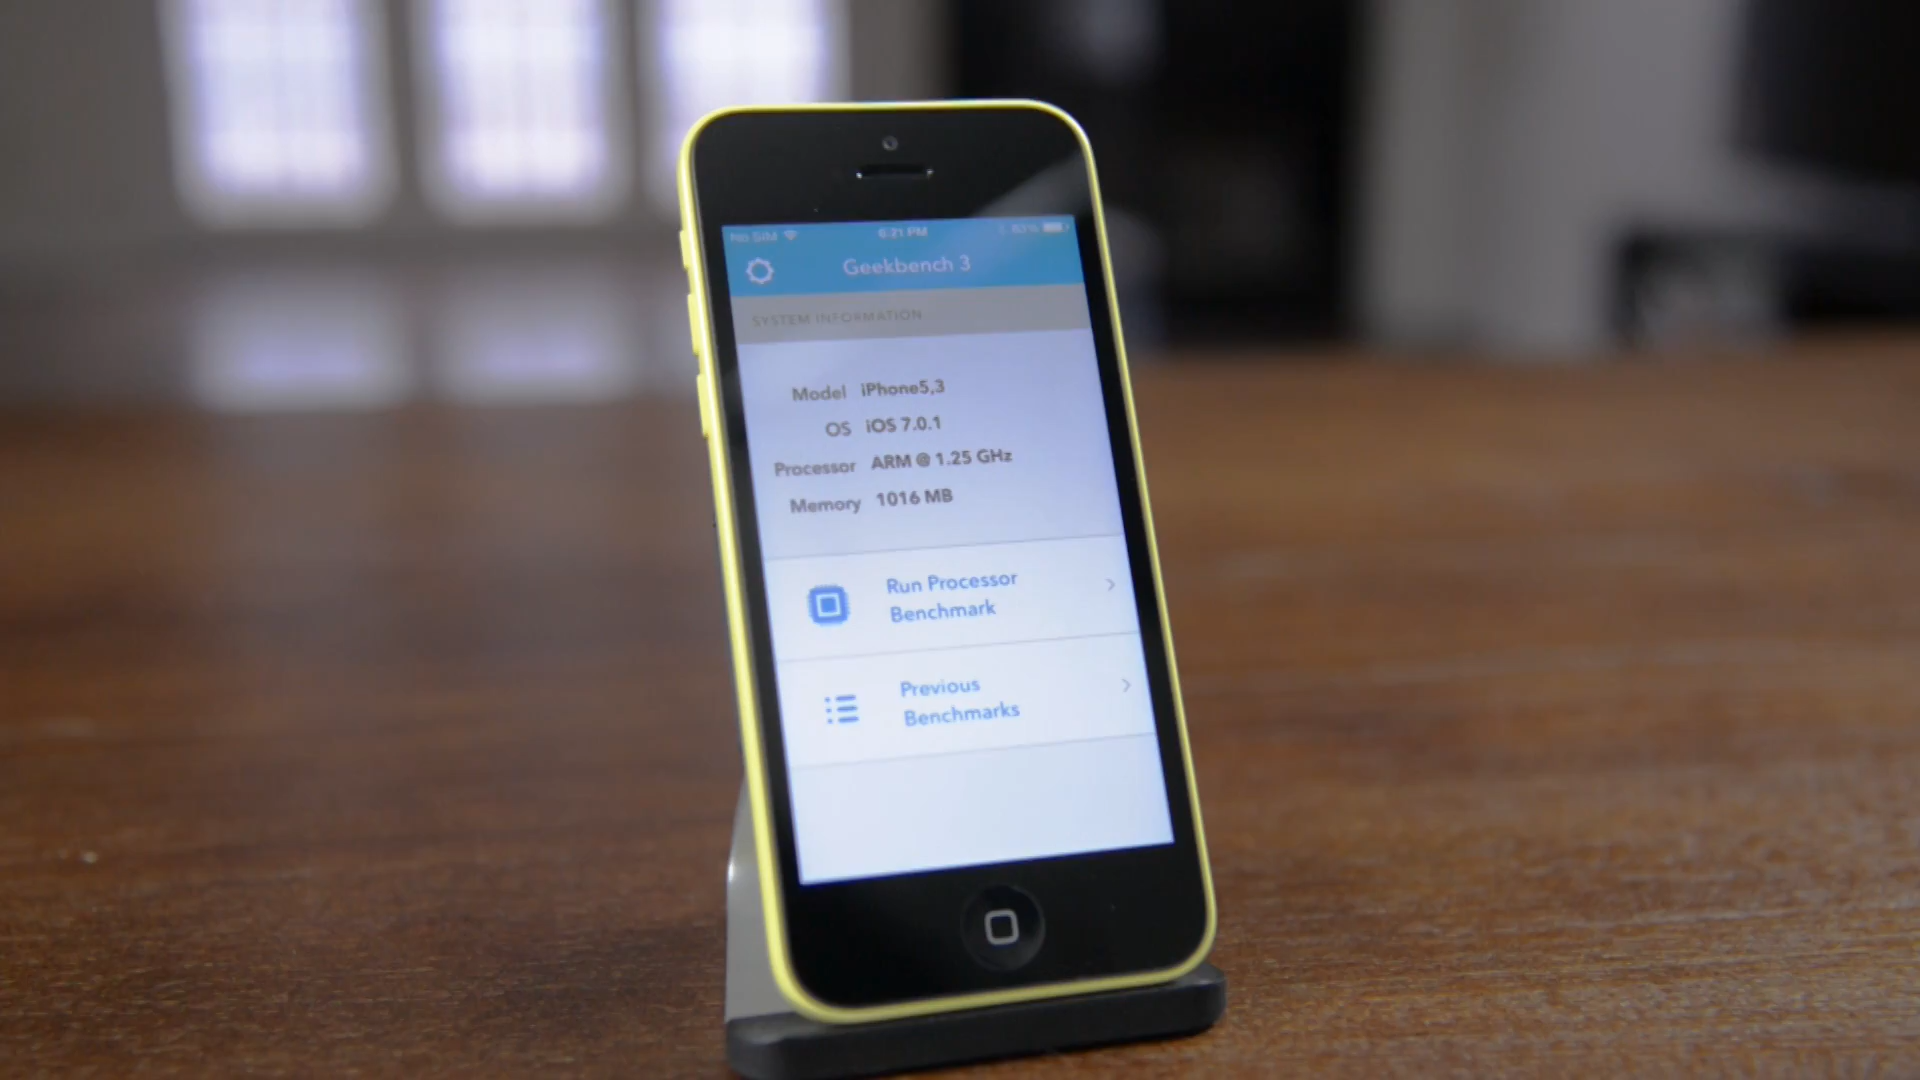 No SIM 6:21 PM 83%
Geekbench 3
SYSTEM INFORMATION
Model iPhone5,3
OS iOS 7.0.1
Processor ARM @ 1.25 GHz
Memory 1016 MB
Run Processor
Benchmark
Previous
Benchmarks